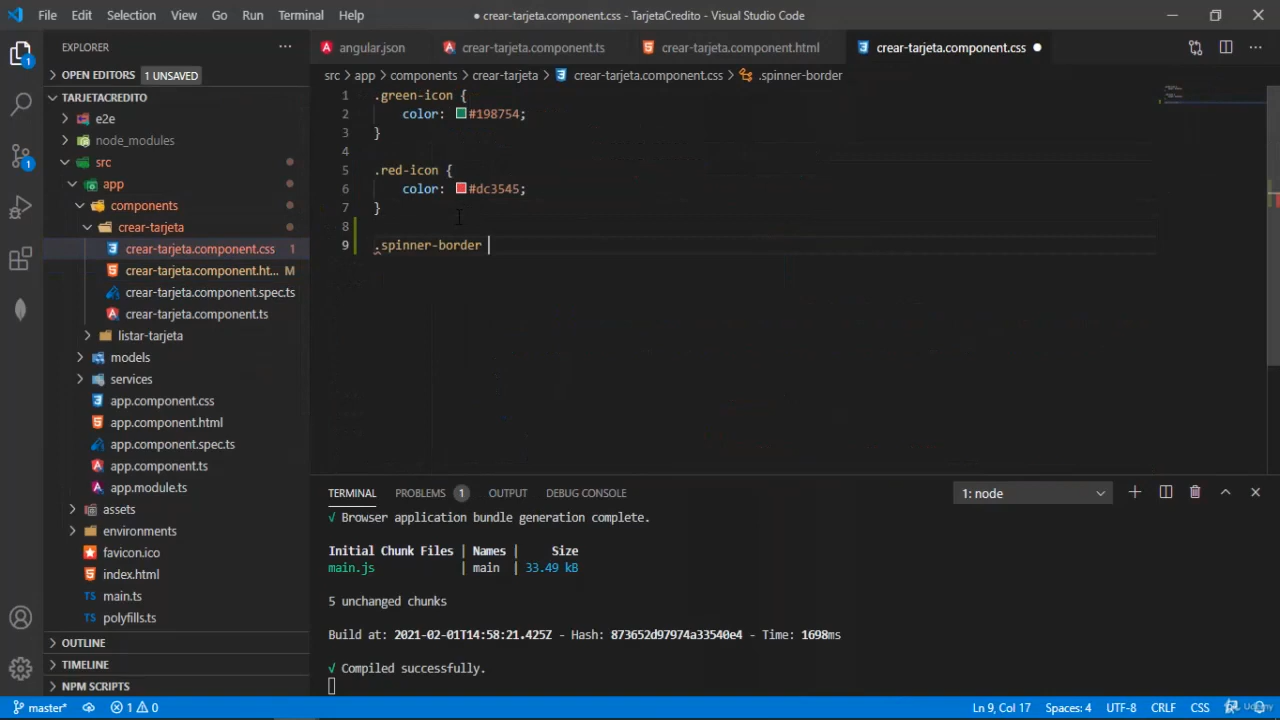 File Edit Selection View Go Run Terminal Help
● crear-tarjeta.component.css - TarjetaCredito - Visual Studio Code
EXPLORER
OPEN EDITORS 1 UNSAVED
TARJETACREDITO
e2e
node_modules
src
app
components
crear-tarjeta
crear-tarjeta.component.css 1
crear-tarjeta.component.ht... M
crear-tarjeta.component.spec.ts
crear-tarjeta.component.ts
listar-tarjeta
models
services
app.component.css
app.component.html
app.component.spec.ts
app.component.ts
app.module.ts
assets
environments
favicon.ico
index.html
main.ts
polyfills.ts
OUTLINE
TIMELINE
NPM SCRIPTS
angular.json crear-tarjeta.component.ts crear-tarjeta.component.html crear-tarjeta.component.css
src > app > components > crear-tarjeta > crear-tarjeta.component.css > .spinner-border
1 .green-icon {
2 color: #198754;
3 }
4
5 .red-icon {
6 color: #dc3545;
7 }
8
9 .spinner-border
TERMINAL PROBLEMS 1 OUTPUT DEBUG CONSOLE 1: node
√ Browser application bundle generation complete.
Initial Chunk Files | Names | Size
main.js | main | 33.49 kB
5 unchanged chunks
Build at: 2021-02-01T14:58:21.425Z - Hash: 873652d97974a33540e4 - Time: 1698ms
√ Compiled successfully.
master* 1 0 Ln 9, Col 17 Spaces: 4 UTF-8 CRLF CSS
Udemy